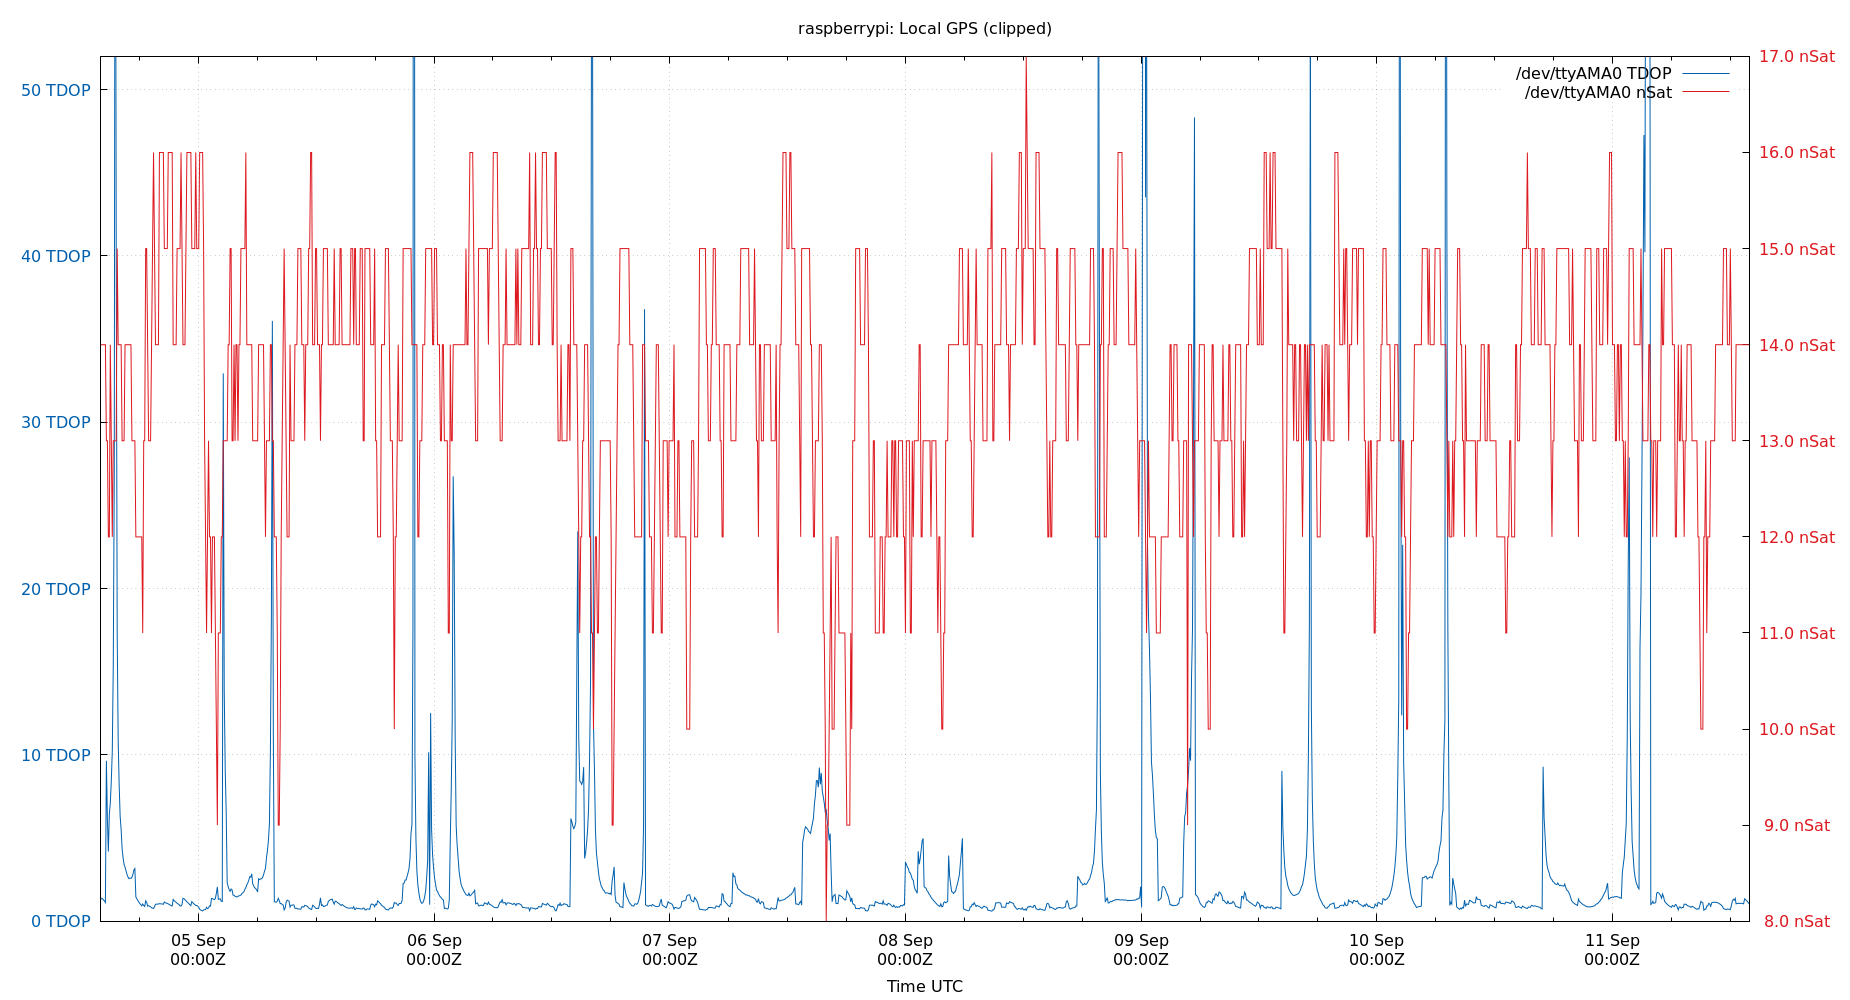 raspberrypi: Local GPS (clipped)
17.0 nSat
/dev/ttyAMA0 TDOP
50 TDOP
/dev/ttyAMA0 nSat
16.0 nSat
40 TDOP
15.0 nSat
14.0 nSat
30 TDOP
13.0 nSat
12.0 nSat
20 TDOP
11.0 nSat
10.0 nSat
10 TDOP
9.0 nSat
0 TDOP
8.0 nSat
05 Sep 06 Sep 07 Sep 08 Sep 09 Sep 10 Sep 11 Sep
00:00Z 00:00Z 00:00Z 00:00Z 00:00Z 00:00Z 00:00Z
Time UTC